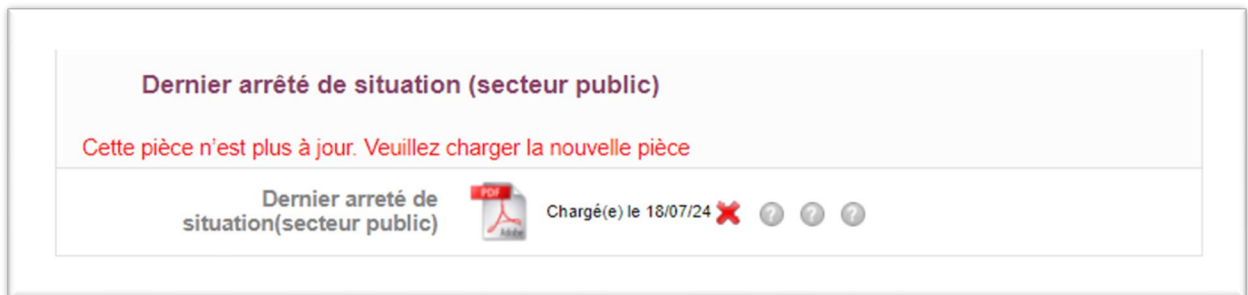 Dernier arrêté de situation (secteur public)
Cette pièce n'est plus à jour. Veuillez charger la nouvelle pièce
Dernier arreté de
situation(secteur public)
PDF
Adobe
Chargé(e) le 18/07/24
? ? ?